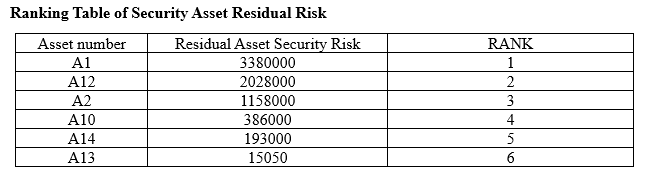 Ranking Table of Security Asset Residual Risk
Asset number Residual Asset Security Risk RANK
A1 3380000 1
A12 2028000 2
A2 1158000 3
A10 386000 4
A14 193000 5
A13 15050 6